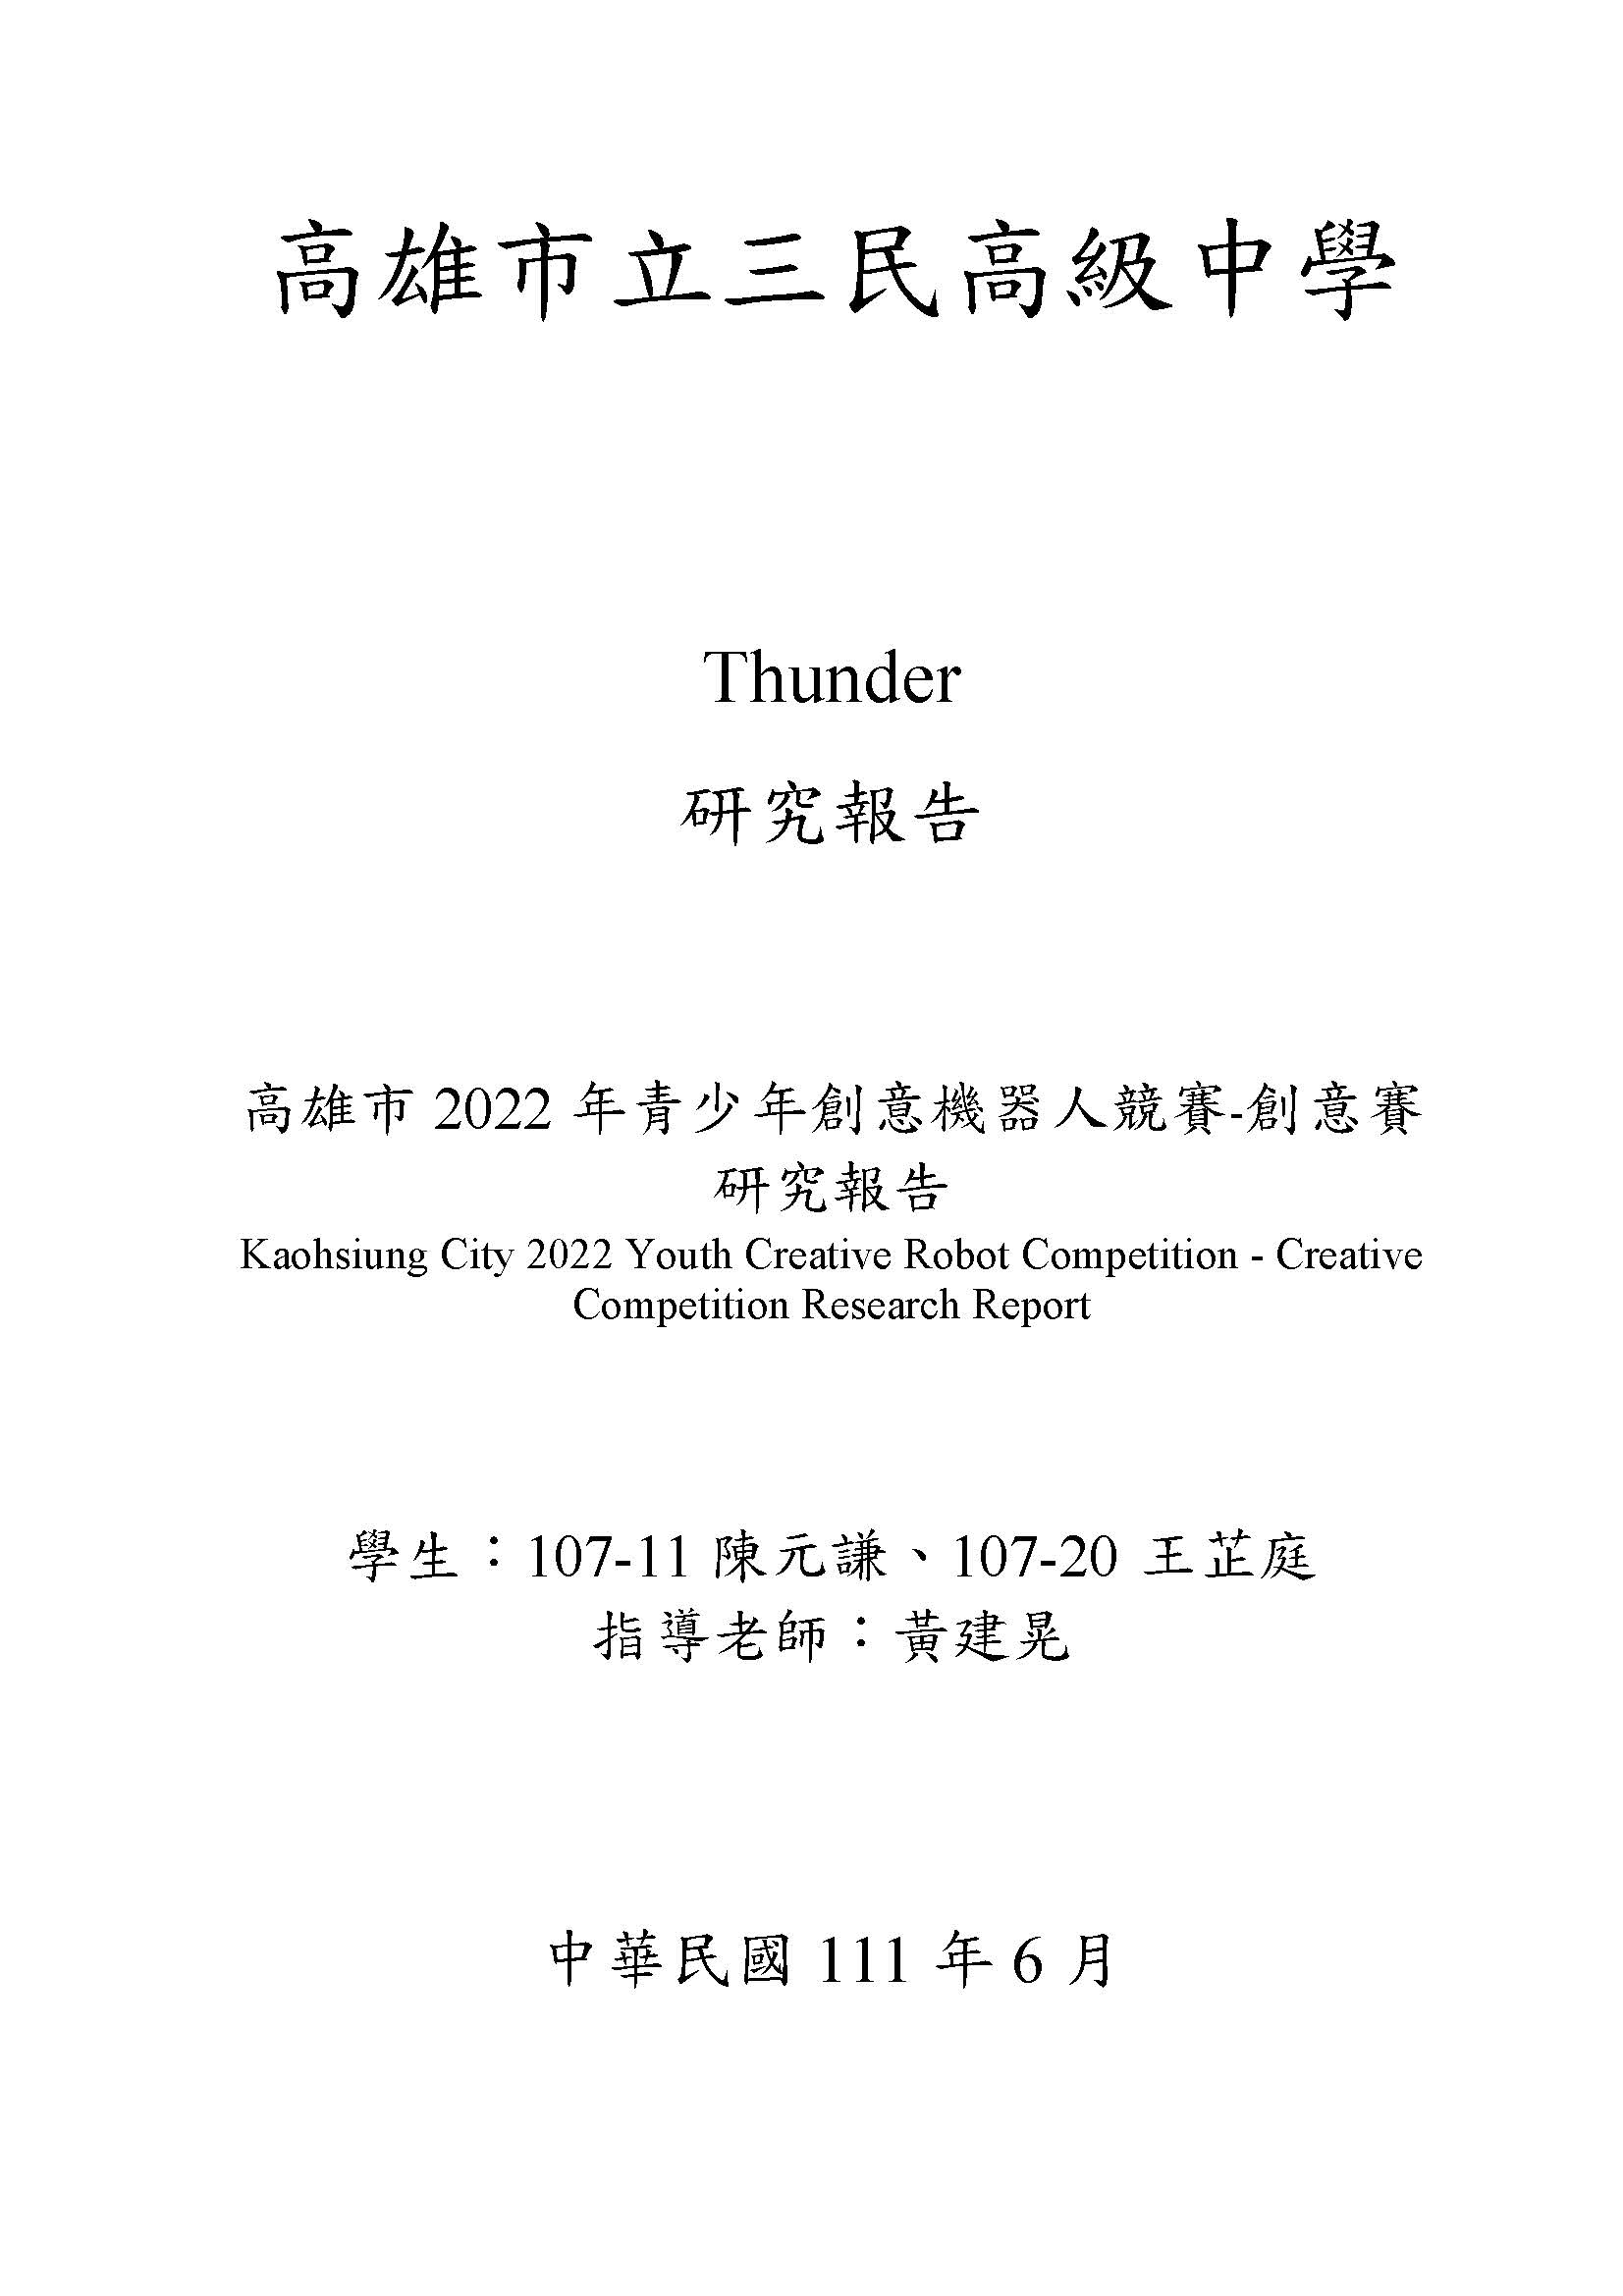 高雄市立三民高級中學
Thunder
研究報告
高雄市 2022 年青少年創意機器人競賽-創意賽
研究報告
Kaohsiung City 2022 Youth Creative Robot Competition - Creative
Competition Research Report
學生：107-11 陳元謙、107-20 王芷庭
指導老師：黃建晃
中華民國 111 年 6 月